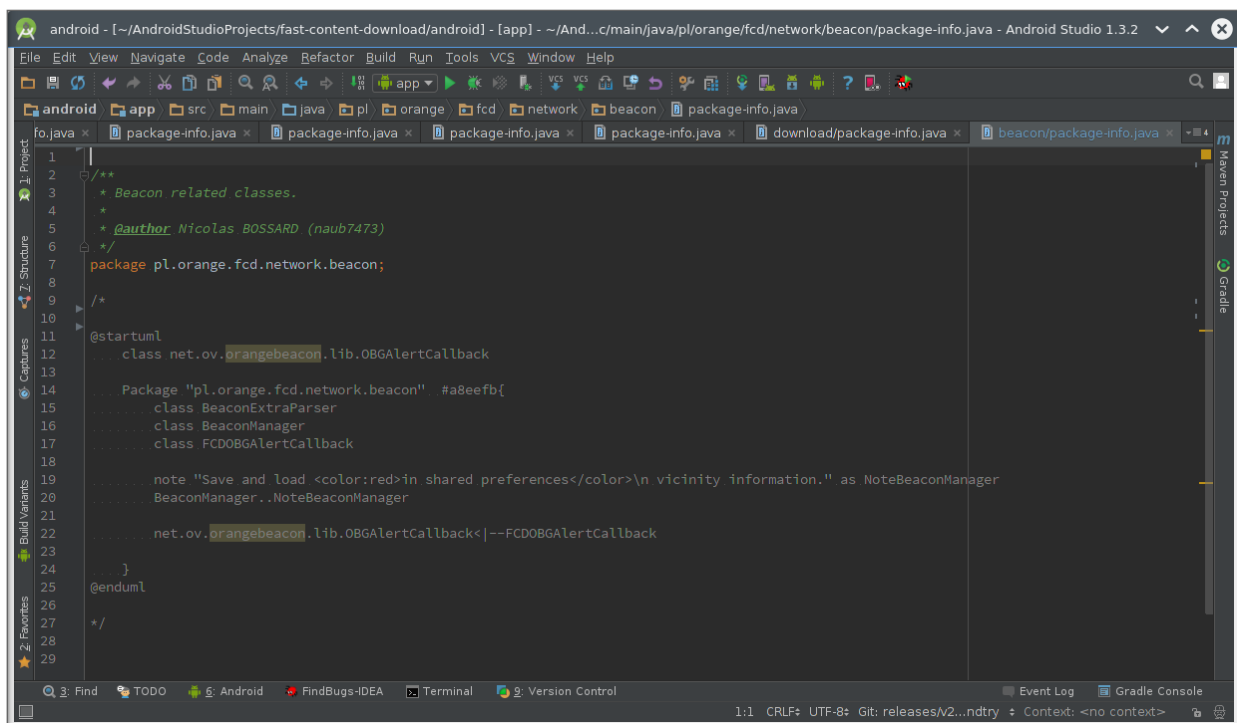 android - [~/AndroidStudioProjects/fast-content-download/android] - [app] - ~/And...c/main/java/pl/orange/fcd/network/beacon/package-info.java - Android Studio 1.3.2
File Edit View Navigate Code Analyze Refactor Build Run Tools VCS Window Help
app VCS VCS ?
android app src main java pl orange fcd network beacon package-info.java
fo.java × package-info.java × package-info.java × package-info.java × package-info.java × download/package-info.java × beacon/package-info.java × 4
1: Project
Z: Structure
Captures
Build Variants
2: Favorites
1
2 /**
3 * Beacon related classes.
4 *
5 * @author Nicolas BOSSARD (naub7473)
6 */
7 package pl.orange.fcd.network.beacon;
8
9 /*
10
11 @startuml
12 class net.ov.orangebeacon.lib.OBGAlertCallback
13
14 Package "pl.orange.fcd.network.beacon" #a8eefb{
15 class BeaconExtraParser
16 class BeaconManager
17 class FCDOBGAlertCallback
18
19 note "Save and load <color:red>in shared preferences</color>\n vicinity information." as NoteBeaconManager
20 BeaconManager..NoteBeaconManager
21
22 net.ov.orangebeacon.lib.OBGAlertCallback<|--FCDOBGAlertCallback
23
24 }
25 @enduml
26
27 */
28
29
m Maven Projects
Gradle
3: Find TODO 6: Android FindBugs-IDEA Terminal 9: Version Control Event Log Gradle Console
1:1 CRLF UTF-8 Git: releases/v2...ndtry Context: <no context>